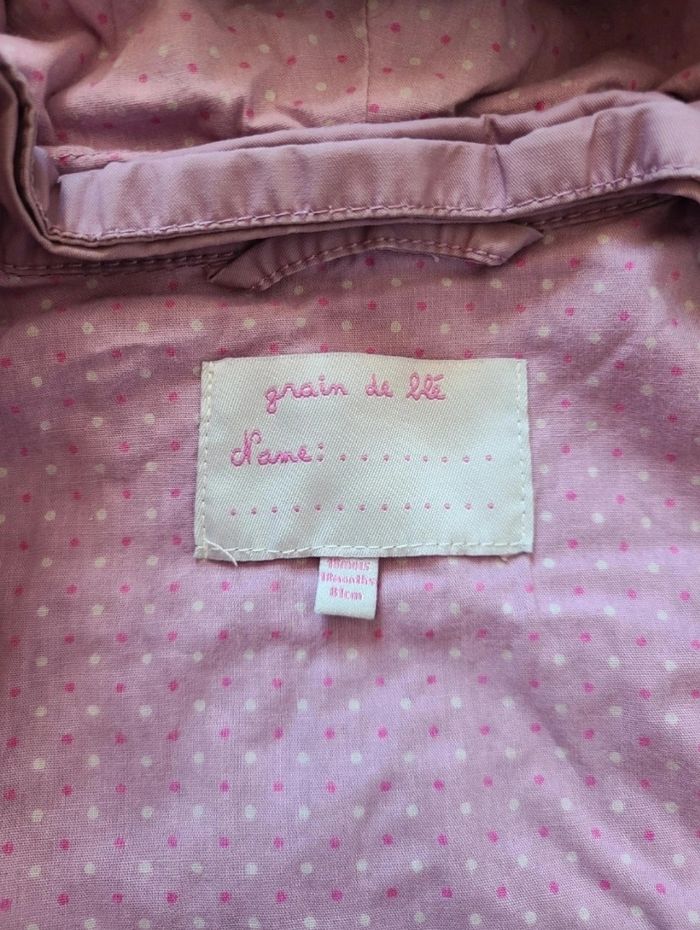 grain de blé
Name: . . . . . . . .
. . . . . . . . . . . . .
18mois
18months
81cm